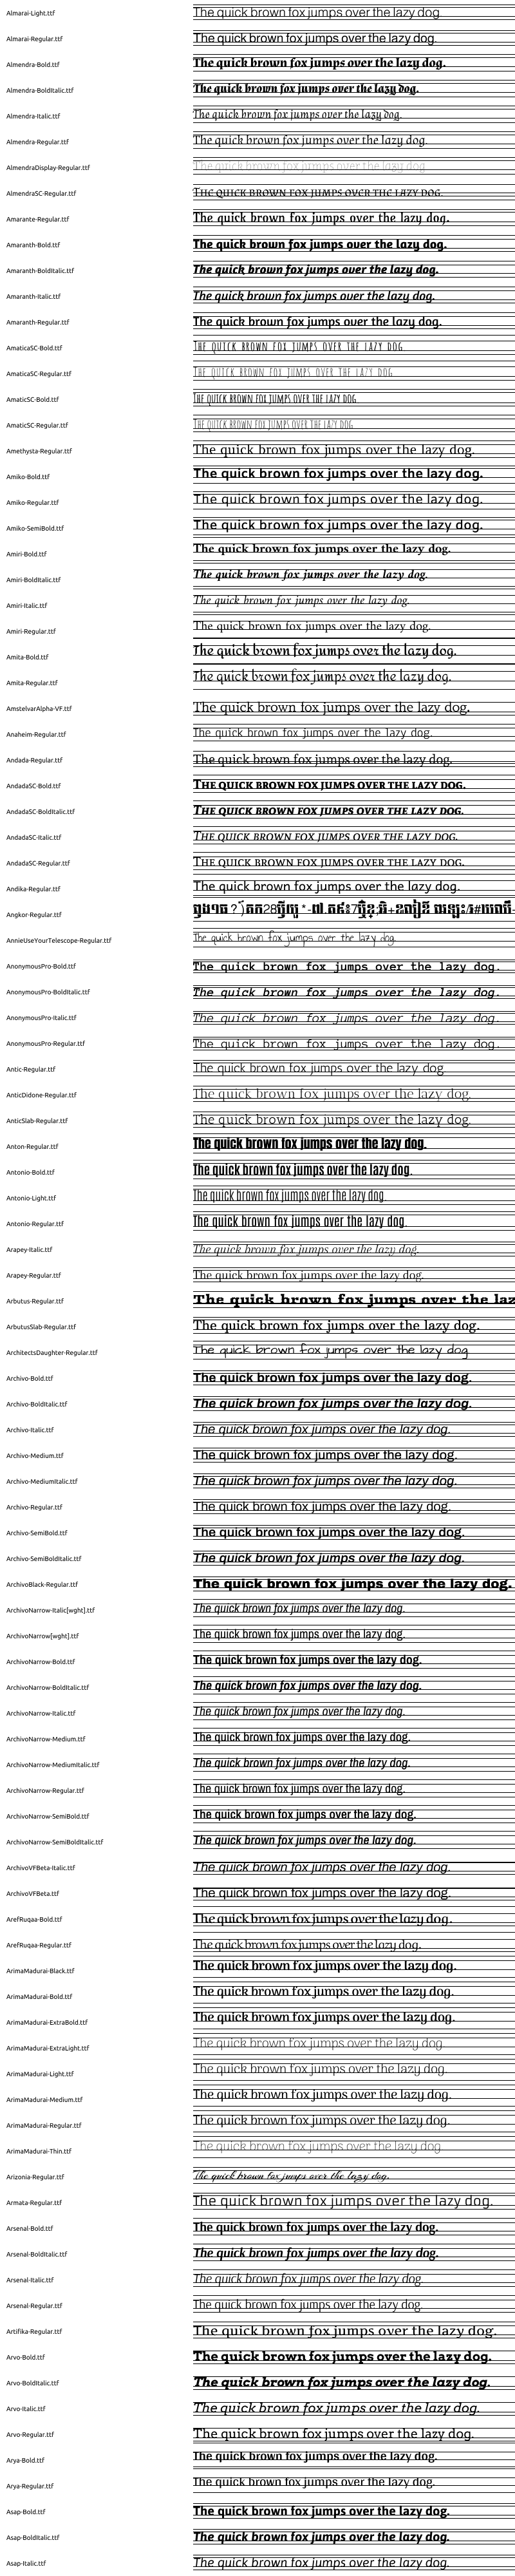 Almarai-Light.ttf The quick brown fox jumps over the lazy dog.
Almarai-Regular.ttf The quick brown fox jumps over the lazy dog.
Almendra-Bold.ttf The quick brown fox jumps over the lazy dog.
Almendra-BoldItalic.ttf The quick brown fox jumps over the lazy dog.
Almendra-Italic.ttf The quick brown fox jumps over the lazy dog.
Almendra-Regular.ttf The quick brown fox jumps over the lazy dog.
AlmendraDisplay-Regular.ttf The quick brown fox jumps over the lazy dog.
AlmendraSC-Regular.ttf The quick brown fox jumps over the lazy dog.
Amarante-Regular.ttf The quick brown fox jumps over the lazy dog.
Amaranth-Bold.ttf The quick brown fox jumps over the lazy dog.
Amaranth-BoldItalic.ttf The quick brown fox jumps over the lazy dog.
Amaranth-Italic.ttf The quick brown fox jumps over the lazy dog.
Amaranth-Regular.ttf The quick brown fox jumps over the lazy dog.
AmaticaSC-Bold.ttf The quick brown fox jumps over the lazy dog
AmaticaSC-Regular.ttf The quick brown fox jumps over the lazy dog
AmaticSC-Bold.ttf The quick brown fox jumps over the lazy dog
AmaticSC-Regular.ttf The quick brown fox jumps over the lazy dog
Amethysta-Regular.ttf The quick brown fox jumps over the lazy dog.
Amiko-Bold.ttf The quick brown fox jumps over the lazy dog.
Amiko-Regular.ttf The quick brown fox jumps over the lazy dog.
Amiko-SemiBold.ttf The quick brown fox jumps over the lazy dog.
Amiri-Bold.ttf The quick brown fox jumps over the lazy dog.
Amiri-BoldItalic.ttf The quick brown fox jumps over the lazy dog.
Amiri-Italic.ttf The quick brown fox jumps over the lazy dog.
Amiri-Regular.ttf The quick brown fox jumps over the lazy dog.
Amita-Bold.ttf The quick brown fox jumps over the lazy dog.
Amita-Regular.ttf The quick brown fox jumps over the lazy dog.
AmstelvarAlpha-VF.ttf The quick brown fox jumps over the lazy dog.
Anaheim-Regular.ttf The quick brown fox jumps over the lazy dog.
Andada-Regular.ttf The quick brown fox jumps over the lazy dog.
AndadaSC-Bold.ttf The quick brown fox jumps over the lazy dog.
AndadaSC-BoldItalic.ttf The quick brown fox jumps over the lazy dog.
AndadaSC-Italic.ttf The quick brown fox jumps over the lazy dog.
AndadaSC-Regular.ttf The quick brown fox jumps over the lazy dog.
Andika-Regular.ttf The quick brown fox jumps over the lazy dog.
Angkor-Regular.ttf
AnnieUseYourTelescope-Regular.ttf The quick brown fox jumps over the lazy dog.
AnonymousPro-Bold.ttf The quick brown fox jumps over the lazy dog.
AnonymousPro-BoldItalic.ttf The quick brown fox jumps over the lazy dog.
AnonymousPro-Italic.ttf The quick brown fox jumps over the lazy dog.
AnonymousPro-Regular.ttf The quick brown fox jumps over the lazy dog.
Antic-Regular.ttf The quick brown fox jumps over the lazy dog.
AnticDidone-Regular.ttf The quick brown fox jumps over the lazy dog.
AnticSlab-Regular.ttf The quick brown fox jumps over the lazy dog.
Anton-Regular.ttf The quick brown fox jumps over the lazy dog.
Antonio-Bold.ttf The quick brown fox jumps over the lazy dog.
Antonio-Light.ttf The quick brown fox jumps over the lazy dog.
Antonio-Regular.ttf The quick brown fox jumps over the lazy dog.
Arapey-Italic.ttf The quick brown fox jumps over the lazy dog.
Arapey-Regular.ttf The quick brown fox jumps over the lazy dog.
Arbutus-Regular.ttf The quick brown fox jumps over the laz
ArbutusSlab-Regular.ttf The quick brown fox jumps over the lazy dog.
ArchitectsDaughter-Regular.ttf The quick brown fox jumps over the lazy dog
Archivo-Bold.ttf The quick brown fox jumps over the lazy dog.
Archivo-BoldItalic.ttf The quick brown fox jumps over the lazy dog.
Archivo-Italic.ttf The quick brown fox jumps over the lazy dog.
Archivo-Medium.ttf The quick brown fox jumps over the lazy dog.
Archivo-MediumItalic.ttf The quick brown fox jumps over the lazy dog.
Archivo-Regular.ttf The quick brown fox jumps over the lazy dog.
Archivo-SemiBold.ttf The quick brown fox jumps over the lazy dog.
Archivo-SemiBoldItalic.ttf The quick brown fox jumps over the lazy dog.
ArchivoBlack-Regular.ttf The quick brown fox jumps over the lazy dog.
ArchivoNarrow-Italic[wght].ttf The quick brown fox jumps over the lazy dog.
ArchivoNarrow[wght].ttf The quick brown fox jumps over the lazy dog.
ArchivoNarrow-Bold.ttf The quick brown fox jumps over the lazy dog.
ArchivoNarrow-BoldItalic.ttf The quick brown fox jumps over the lazy dog.
ArchivoNarrow-Italic.ttf The quick brown fox jumps over the lazy dog.
ArchivoNarrow-Medium.ttf The quick brown fox jumps over the lazy dog.
ArchivoNarrow-MediumItalic.ttf The quick brown fox jumps over the lazy dog.
ArchivoNarrow-Regular.ttf The quick brown fox jumps over the lazy dog.
ArchivoNarrow-SemiBold.ttf The quick brown fox jumps over the lazy dog.
ArchivoNarrow-SemiBoldItalic.ttf The quick brown fox jumps over the lazy dog.
ArchivoVFBeta-Italic.ttf The quick brown fox jumps over the lazy dog.
ArchivoVFBeta.ttf The quick brown fox jumps over the lazy dog.
ArefRuqaa-Bold.ttf The quick brown fox jumps over the lazy dog.
ArefRuqaa-Regular.ttf The quick brown fox jumps over the lazy dog.
ArimaMadurai-Black.ttf The quick brown fox jumps over the lazy dog.
ArimaMadurai-Bold.ttf The quick brown fox jumps over the lazy dog.
ArimaMadurai-ExtraBold.ttf The quick brown fox jumps over the lazy dog.
ArimaMadurai-ExtraLight.ttf The quick brown fox jumps over the lazy dog.
ArimaMadurai-Light.ttf The quick brown fox jumps over the lazy dog.
ArimaMadurai-Medium.ttf The quick brown fox jumps over the lazy dog.
ArimaMadurai-Regular.ttf The quick brown fox jumps over the lazy dog.
ArimaMadurai-Thin.ttf The quick brown fox jumps over the lazy dog.
Arizonia-Regular.ttf The quick brown fox jumps over the lazy dog.
Armata-Regular.ttf The quick brown fox jumps over the lazy dog.
Arsenal-Bold.ttf The quick brown fox jumps over the lazy dog.
Arsenal-BoldItalic.ttf The quick brown fox jumps over the lazy dog.
Arsenal-Italic.ttf The quick brown fox jumps over the lazy dog.
Arsenal-Regular.ttf The quick brown fox jumps over the lazy dog.
Artifika-Regular.ttf The quick brown fox jumps over the lazy dog.
Arvo-Bold.ttf The quick brown fox jumps over the lazy dog.
Arvo-BoldItalic.ttf The quick brown fox jumps over the lazy dog.
Arvo-Italic.ttf The quick brown fox jumps over the lazy dog.
Arvo-Regular.ttf The quick brown fox jumps over the lazy dog.
Arya-Bold.ttf The quick brown fox jumps over the lazy dog.
Arya-Regular.ttf The quick brown fox jumps over the lazy dog.
Asap-Bold.ttf The quick brown fox jumps over the lazy dog.
Asap-BoldItalic.ttf The quick brown fox jumps over the lazy dog.
Asap-Italic.ttf The quick brown fox jumps over the lazy dog.